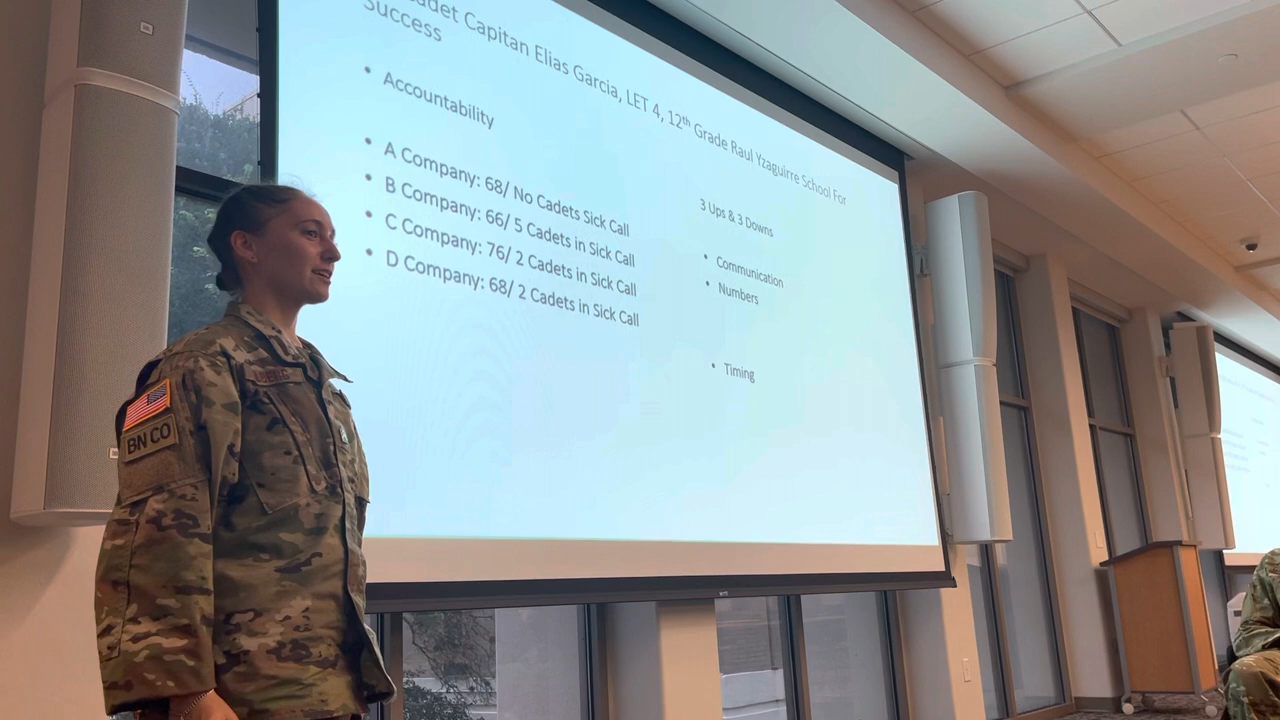 Cadet Capitan Elias Garcia, LET 4, 12th Grade Raul Yzaguirre School For
Success
• Accountability
• A Company: 68/ No Cadets Sick Call
• B Company: 66/ 5 Cadets in Sick Call
• C Company: 76/ 2 Cadets in Sick Call
• D Company: 68/ 2 Cadets in Sick Call
3 Ups & 3 Downs
• Communication
• Numbers
• Timing
BN CO